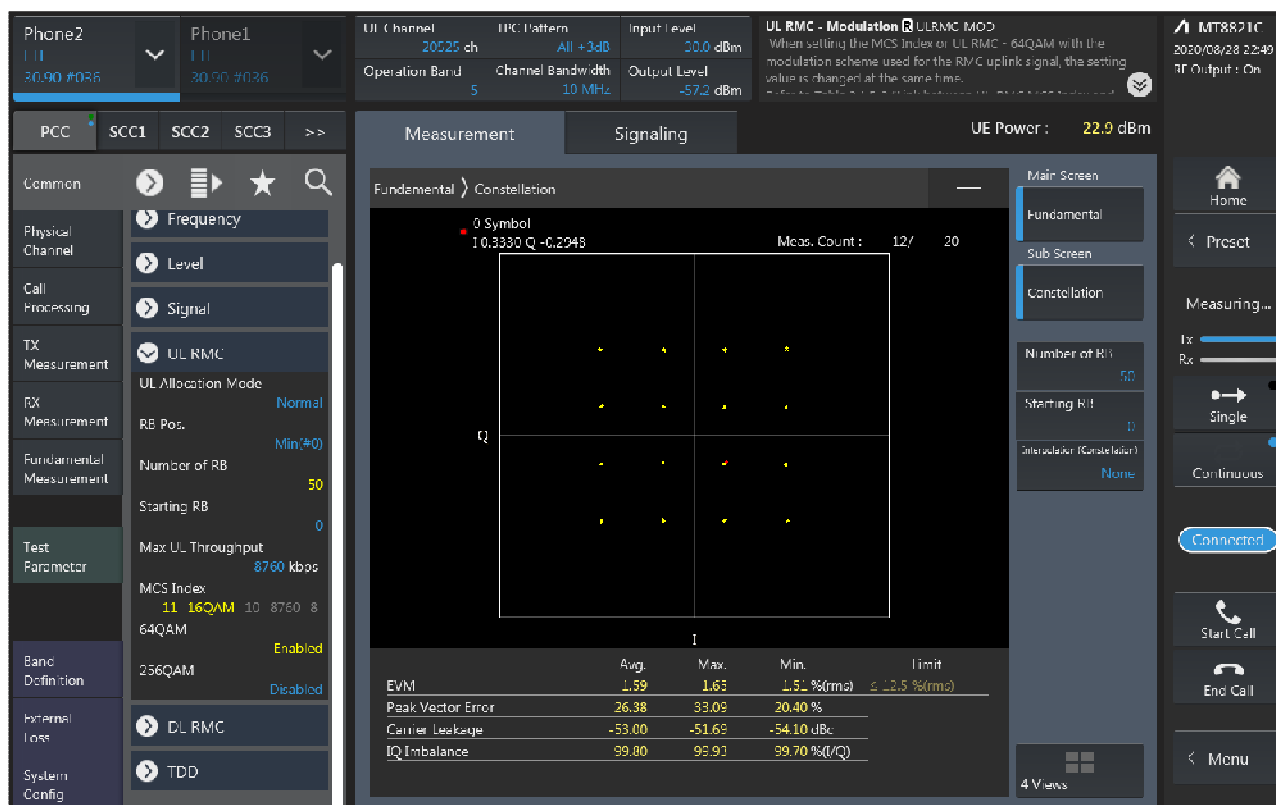 Phone2
Phone1
LTE
LTE
30.90 #036
30.90 #036
UL Channel
20525 ch
TPC Pattern
All +3dB
Input Level
30.0 dBm
Operation Band
5
Channel Bandwidth
10 MHz
Output Level
-57.2 dBm
UL RMC - Modulation R ULRMC_MOD
When setting the MCS Index or UL RMC - 64QAM with the
modulation scheme used for the RMC uplink signal, the setting
value is changed at the same time.
MT8821C
2020/08/28 22:49
RF Output : On
PCC
SCC1
SCC2
SCC3
>>
Measurement
Signaling
UE Power : 22.9 dBm
Common
Physical
Channel
Call
Processing
TX
Measurement
RX
Measurement
Fundamental
Measurement
Test
Parameter
Band
Definition
External
Loss
System
Config
Frequency
Level
Signal
UL RMC
UL Allocation Mode
Normal
RB Pos.
Min(#0)
Number of RB
50
Starting RB
0
Max UL Throughput
8760 kbps
MCS Index
11 16QAM 10 8760 8
64QAM
Enabled
256QAM
Disabled
DL RMC
TDD
Fundamental 〉 Constellation
0 Symbol
I 0.3330 Q -0.2948
Meas. Count : 12/ 20
Q
I
Avg. Max. Min. Limit
EVM 1.59 1.65 1.51 %(rms) ≤ 12.5 %(rms)
Peak Vector Error 26.38 33.09 20.40 %
Carrier Leakage -53.00 -51.69 -54.10 dBc
IQ Imbalance 99.80 99.93 99.70 %(I/Q)
Main Screen
Fundamental
Sub Screen
Constellation
Number of RB
50
Starting RB
0
Interpolation (Constellation)
None
4 Views
Home
< Preset
Measuring...
Tx
Rx
Single
Continuous
Connected
Start Call
End Call
< Menu